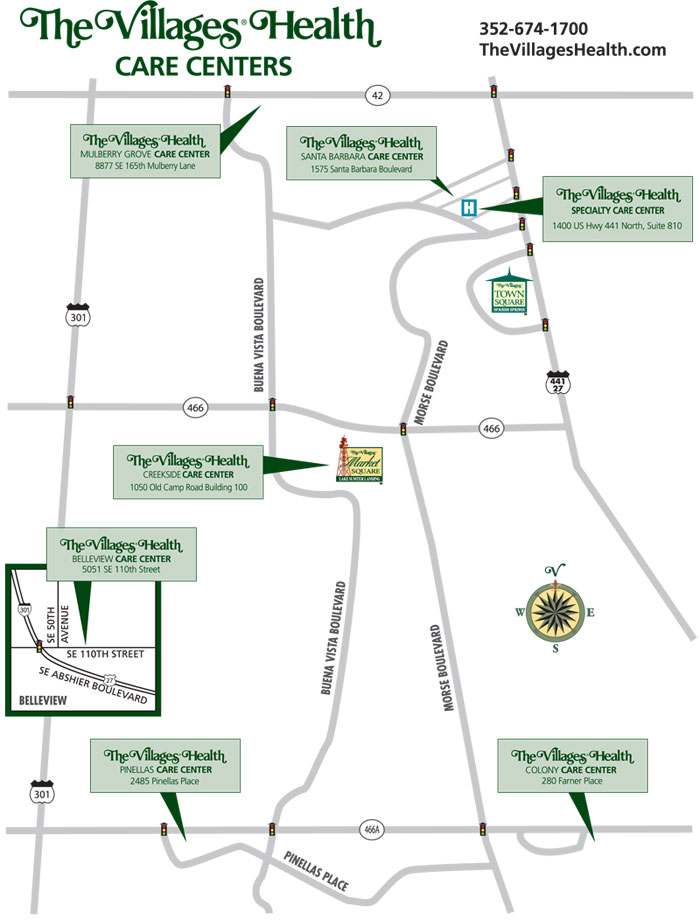 The Villages® Health
CARE CENTERS
352-674-1700
TheVillagesHealth.com
42
The Villages® Health
MULBERRY GROVE CARE CENTER
8877 SE 165th Mulberry Lane
The Villages® Health
SANTA BARBARA CARE CENTER
1575 Santa Barbara Boulevard
H
The Villages® Health
SPECIALTY CARE CENTER
1400 US Hwy 441 North, Suite 810
The Villages
TOWN
SQUARE
SPANISH SPRINGS
301
BUENA VISTA BOULEVARD
MORSE BOULEVARD
441
27
466
466
The Villages® Health
CREEKSIDE CARE CENTER
1050 Old Camp Road Building 100
The Villages
Market
SQUARE
LAKE SUMTER LANDING
The Villages® Health
BELLEVIEW CARE CENTER
5051 SE 110th Street
301
SE 50TH
AVENUE
SE 110TH STREET
SE ABSHIER BOULEVARD
27
BELLEVIEW
BUENA VISTA BOULEVARD
MORSE BOULEVARD
V
W
E
S
The Villages® Health
PINELLAS CARE CENTER
2485 Pinellas Place
The Villages® Health
COLONY CARE CENTER
280 Farner Place
301
466A
PINELLAS PLACE